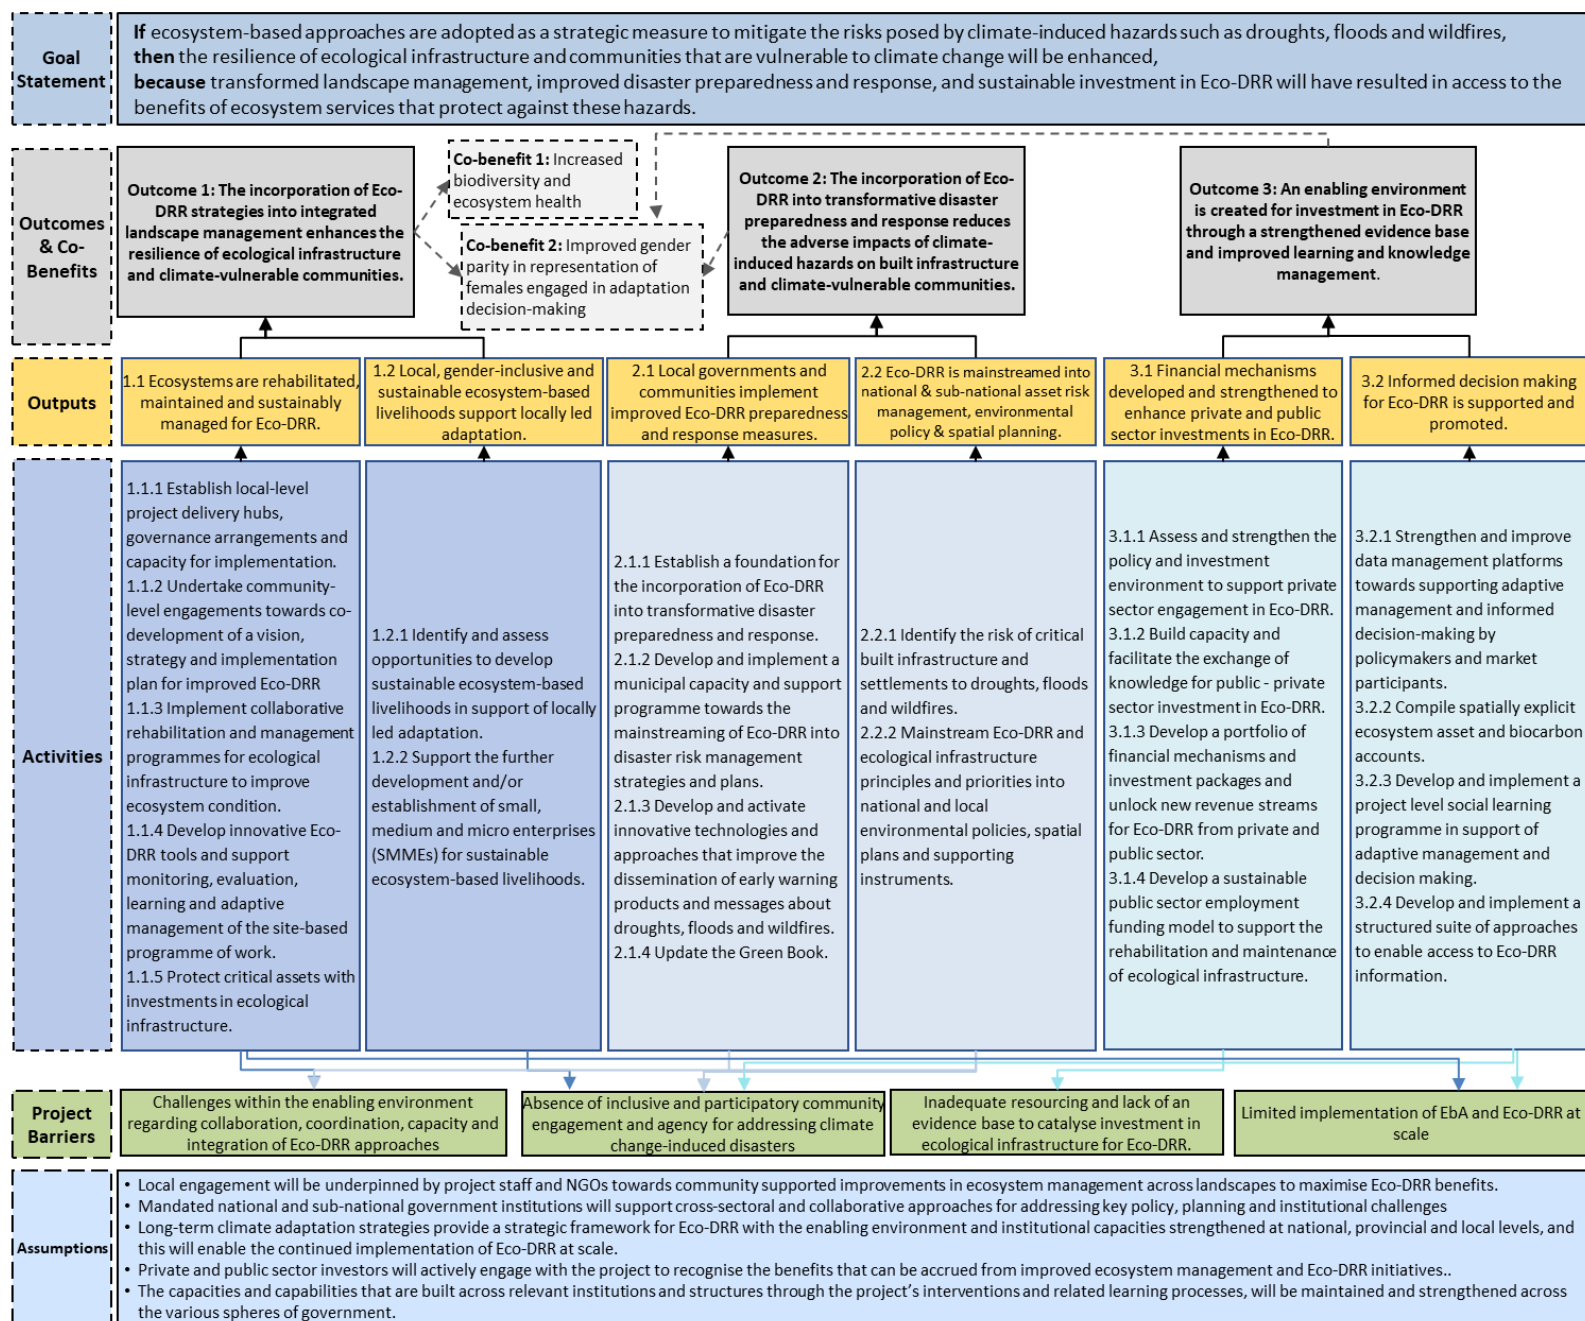 Goal
Statement
If ecosystem-based approaches are adopted as a strategic measure to mitigate the risks posed by climate-induced hazards such as droughts, floods and wildfires,
then the resilience of ecological infrastructure and communities that are vulnerable to climate change will be enhanced,
because transformed landscape management, improved disaster preparedness and response, and sustainable investment in Eco-DRR will have resulted in access to the
benefits of ecosystem services that protect against these hazards.
Outcomes
& Co-
Benefits
Outcome 1: The incorporation of Eco-
DRR strategies into integrated
landscape management enhances the
resilience of ecological infrastructure
and climate-vulnerable communities.
Co-benefit 1: Increased
biodiversity and
ecosystem health
Co-benefit 2: Improved gender
parity in representation of
females engaged in adaptation
decision-making
Outcome 2: The incorporation of Eco-
DRR into transformative disaster
preparedness and response reduces
the adverse impacts of climate-
induced hazards on built infrastructure
and climate-vulnerable communities.
Outcome 3: An enabling environment
is created for investment in Eco-DRR
through a strengthened evidence base
and improved learning and knowledge
management.
Outputs
1.1 Ecosystems are rehabilitated,
maintained and sustainably
managed for Eco-DRR.
1.2 Local, gender-inclusive and
sustainable ecosystem-based
livelihoods support locally led
adaptation.
2.1 Local governments and
communities implement
improved Eco-DRR preparedness
and response measures.
2.2 Eco-DRR is mainstreamed into
national & sub-national asset risk
management, environmental
policy & spatial planning.
3.1 Financial mechanisms
developed and strengthened to
enhance private and public
sector investments in Eco-DRR.
3.2 Informed decision making
for Eco-DRR is supported and
promoted.
Activities
1.1.1 Establish local-level
project delivery hubs,
governance arrangements and
capacity for implementation.
1.1.2 Undertake community-
level engagements towards co-
development of a vision,
strategy and implementation
plan for improved Eco-DRR
1.1.3 Implement collaborative
rehabilitation and management
programmes for ecological
infrastructure to improve
ecosystem condition.
1.1.4 Develop innovative Eco-
DRR tools and support
monitoring, evaluation,
learning and adaptive
management of the site-based
programme of work.
1.1.5 Protect critical assets with
investments in ecological
infrastructure.
1.2.1 Identify and assess
opportunities to develop
sustainable ecosystem-based
livelihoods in support of locally
led adaptation.
1.2.2 Support the further
development and/or
establishment of small,
medium and micro enterprises
(SMMEs) for sustainable
ecosystem-based livelihoods.
2.1.1 Establish a foundation for
the incorporation of Eco-DRR
into transformative disaster
preparedness and response.
2.1.2 Develop and implement a
municipal capacity and support
programme towards the
mainstreaming of Eco-DRR into
disaster risk management
strategies and plans.
2.1.3 Develop and activate
innovative technologies and
approaches that improve the
dissemination of early warning
products and messages about
droughts, floods and wildfires.
2.1.4 Update the Green Book.
2.2.1 Identify the risk of critical
built infrastructure and
settlements to droughts, floods
and wildfires.
2.2.2 Mainstream Eco-DRR and
ecological infrastructure
principles and priorities into
national and local
environmental policies, spatial
plans and supporting
instruments.
3.1.1 Assess and strengthen the
policy and investment
environment to support private
sector engagement in Eco-DRR.
3.1.2 Build capacity and
facilitate the exchange of
knowledge for public - private
sector investment in Eco-DRR.
3.1.3 Develop a portfolio of
financial mechanisms and
investment packages and
unlock new revenue streams
for Eco-DRR from private and
public sector.
3.1.4 Develop a sustainable
public sector employment
funding model to support the
rehabilitation and maintenance
of ecological infrastructure.
3.2.1 Strengthen and improve
data management platforms
towards supporting adaptive
management and informed
decision-making by
policymakers and market
participants.
3.2.2 Compile spatially explicit
ecosystem asset and biocarbon
accounts.
3.2.3 Develop and implement a
project level social learning
programme in support of
adaptive management and
decision making.
3.2.4 Develop and implement a
structured suite of approaches
to enable access to Eco-DRR
information.
Project
Barriers
Challenges within the enabling environment
regarding collaboration, coordination, capacity and
integration of Eco-DRR approaches
Absence of inclusive and participatory community
engagement and agency for addressing climate
change-induced disasters
Inadequate resourcing and lack of an
evidence base to catalyse investment in
ecological infrastructure for Eco-DRR.
Limited implementation of EbA and Eco-DRR at
scale
Assumptions
• Local engagement will be underpinned by project staff and NGOs towards community supported improvements in ecosystem management across landscapes to maximise Eco-DRR benefits.
• Mandated national and sub-national government institutions will support cross-sectoral and collaborative approaches for addressing key policy, planning and institutional challenges
• Long-term climate adaptation strategies provide a strategic framework for Eco-DRR with the enabling environment and institutional capacities strengthened at national, provincial and local levels, and
this will enable the continued implementation of Eco-DRR at scale.
• Private and public sector investors will actively engage with the project to recognise the benefits that can be accrued from improved ecosystem management and Eco-DRR initiatives..
• The capacities and capabilities that are built across relevant institutions and structures through the project's interventions and related learning processes, will be maintained and strengthened across
the various spheres of government.